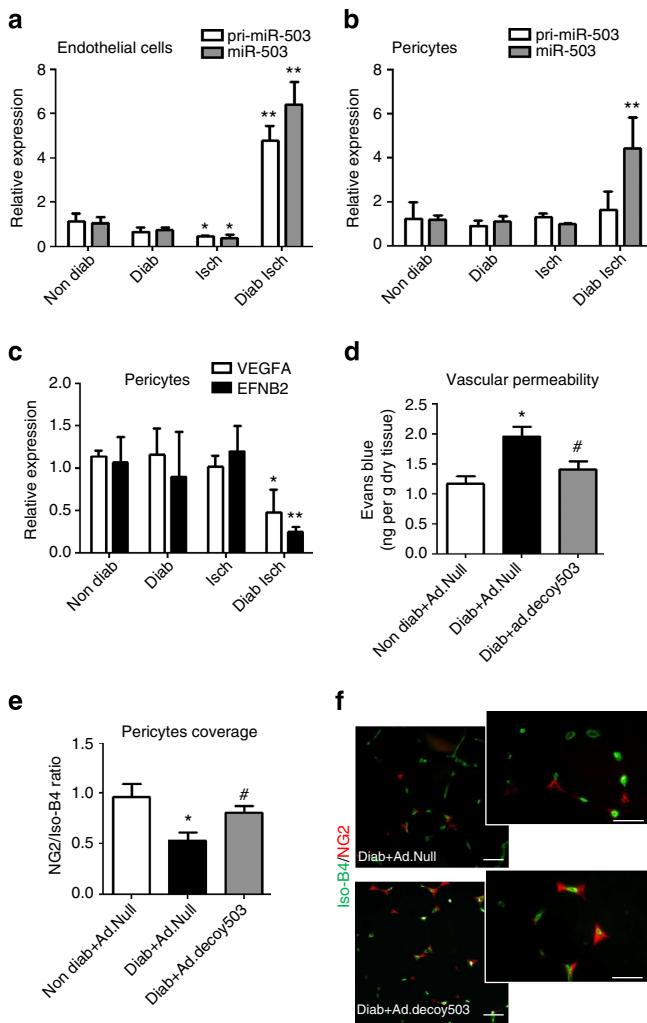 a
Endothelial cells
pri-miR-503
miR-503
Relative expression
8
6
4
2
0
*
*
**
**
Non diab
Diab
Isch
Diab Isch
b
Pericytes
pri-miR-503
miR-503
Relative expression
8
6
4
2
0
**
Non diab
Diab
Isch
Diab Isch
c
Pericytes
VEGFA
EFNB2
Relative expression
2.0
1.5
1.0
0.5
0.0
*
**
Non diab
Diab
Isch
Diab Isch
d
Vascular permeability
Evans blue
(ng per g dry tissue)
2.5
2.0
1.5
1.0
0.5
0.0
*
#
Non diab+Ad.Null
Diab+Ad.Null
Diab+ad.decoy503
e
Pericytes coverage
NG2/Iso-B4 ratio
1.5
1.0
0.5
0.0
*
#
Non diab+Ad.Null
Diab+Ad.Null
Diab+Ad.decoy503
f
Iso-B4/NG2
Diab+Ad.Null
Diab+Ad.decoy503